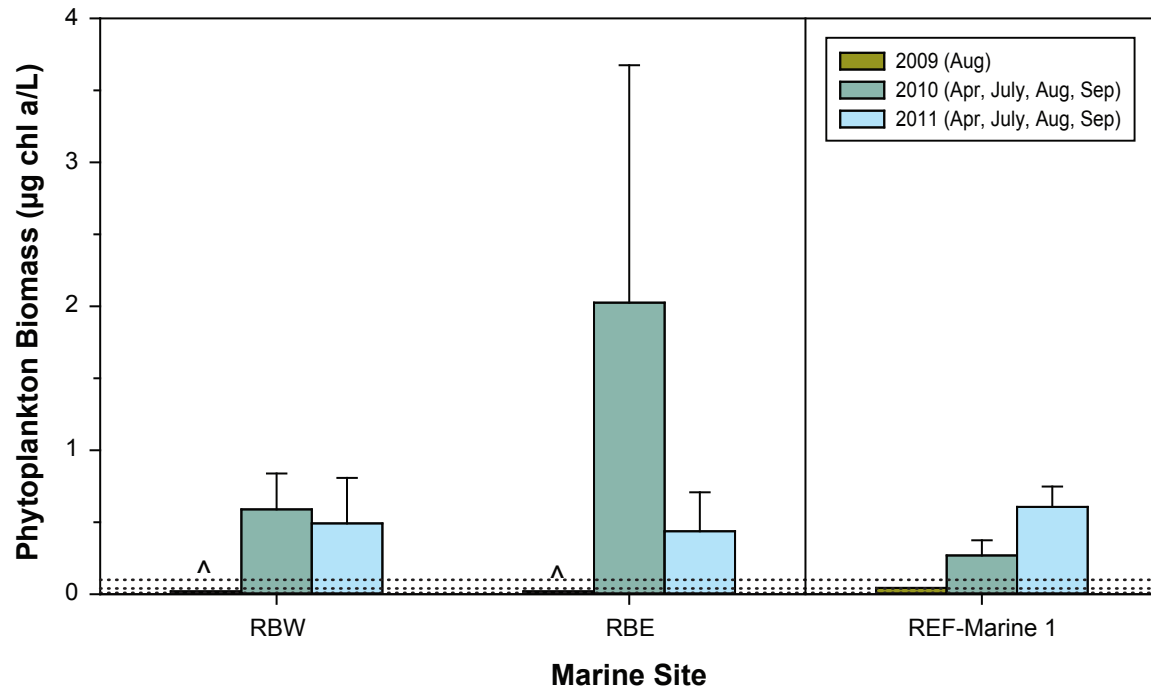 Phytoplankton Biomass (µg chl a/L)
4
3
2
1
0
2009 (Aug)
2010 (Apr, July, Aug, Sep)
2011 (Apr, July, Aug, Sep)
^
^
RBW
RBE
REF-Marine 1
Marine Site